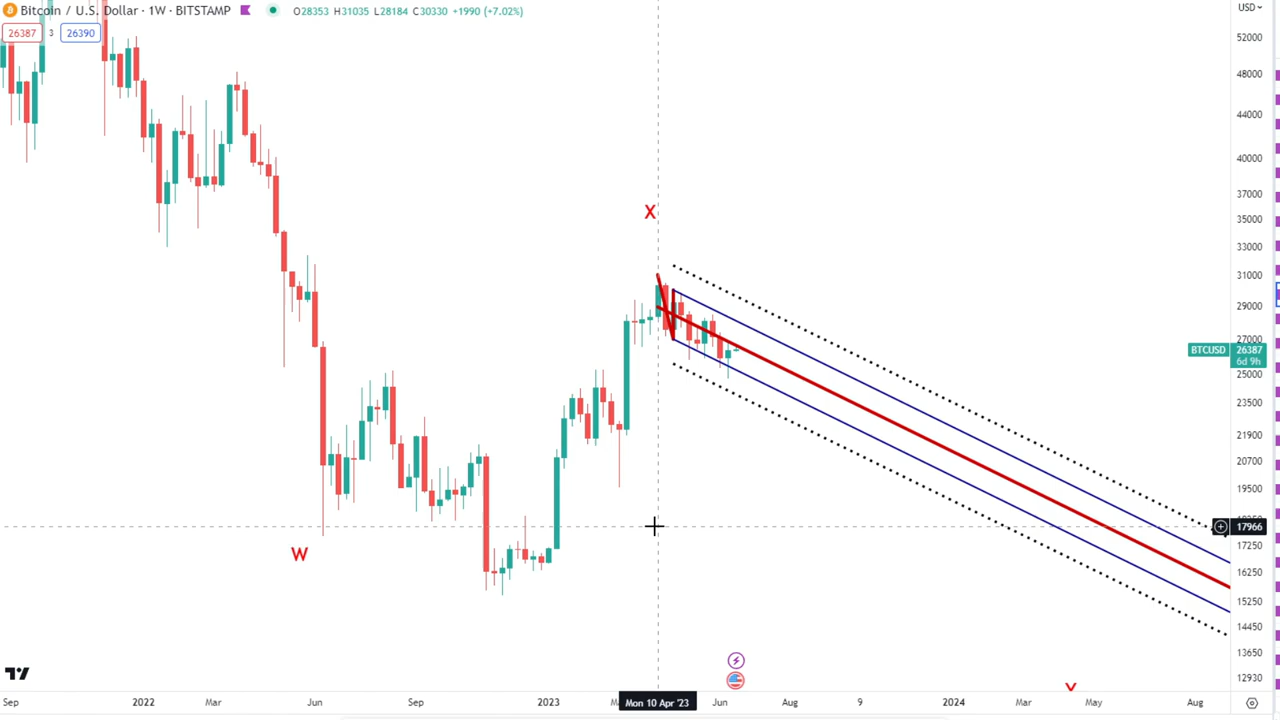 Bitcoin / U.S. Dollar · 1W · BITSTAMP O28353 H31035 L28184 C30330 +1990 (+7.02%)
USD
26387 3 26390
52000
48000
44000
40000
37000
X
35000
33000
31000
29000
27000
BTCUSD 26387
6d 9h
25000
23500
21900
20700
19500
17966
W
17250
16250
15250
14450
13650
12930
Y
Sep 2022 Mar Jun Sep 2023 Mon 10 Apr '23 Jun Aug 9 2024 Mar May Aug